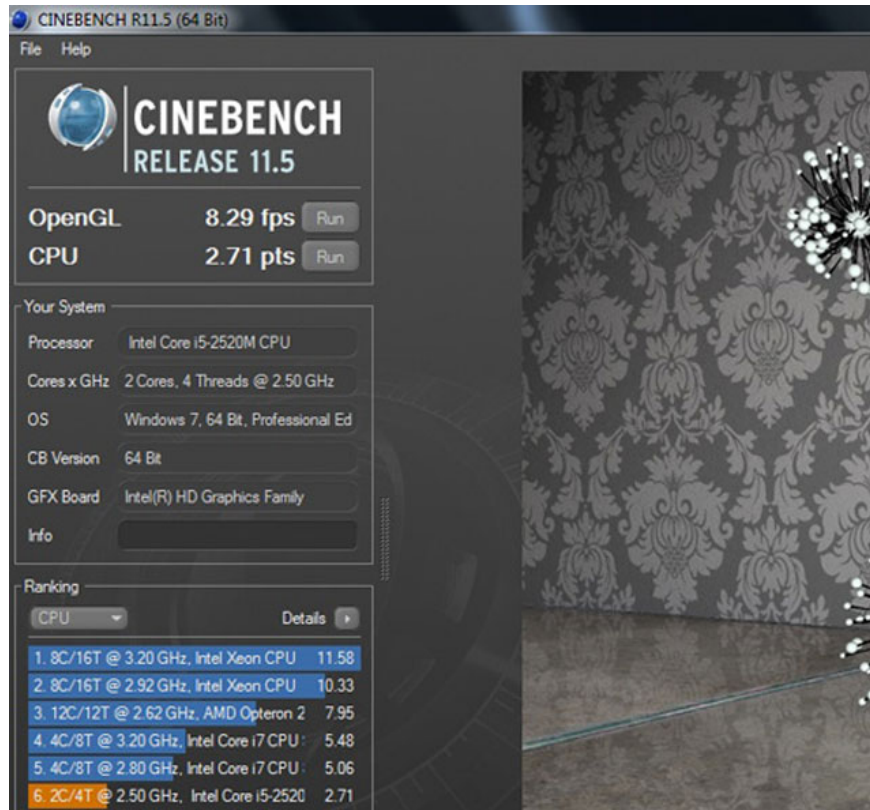 CINEBENCH R11.5 (64 Bit)
File Help
CINEBENCH
RELEASE 11.5
OpenGL 8.29 fps Run
CPU 2.71 pts Run
Your System
Processor Intel Core i5-2520M CPU
Cores x GHz 2 Cores, 4 Threads @ 2.50 GHz
OS Windows 7, 64 Bit, Professional Ed
CB Version 64 Bit
GFX Board Intel(R) HD Graphics Family
Info
Ranking
CPU Details
1. 8C/16T @ 3.20 GHz, Intel Xeon CPU 11.58
2. 8C/16T @ 2.92 GHz, Intel Xeon CPU 10.33
3. 12C/12T @ 2.62 GHz, AMD Opteron 2 7.95
4. 4C/8T @ 3.20 GHz, Intel Core i7 CPU 5.48
5. 4C/8T @ 2.80 GHz, Intel Core i7 CPU 5.06
6. 2C/4T @ 2.50 GHz, Intel Core i5-2520 2.71